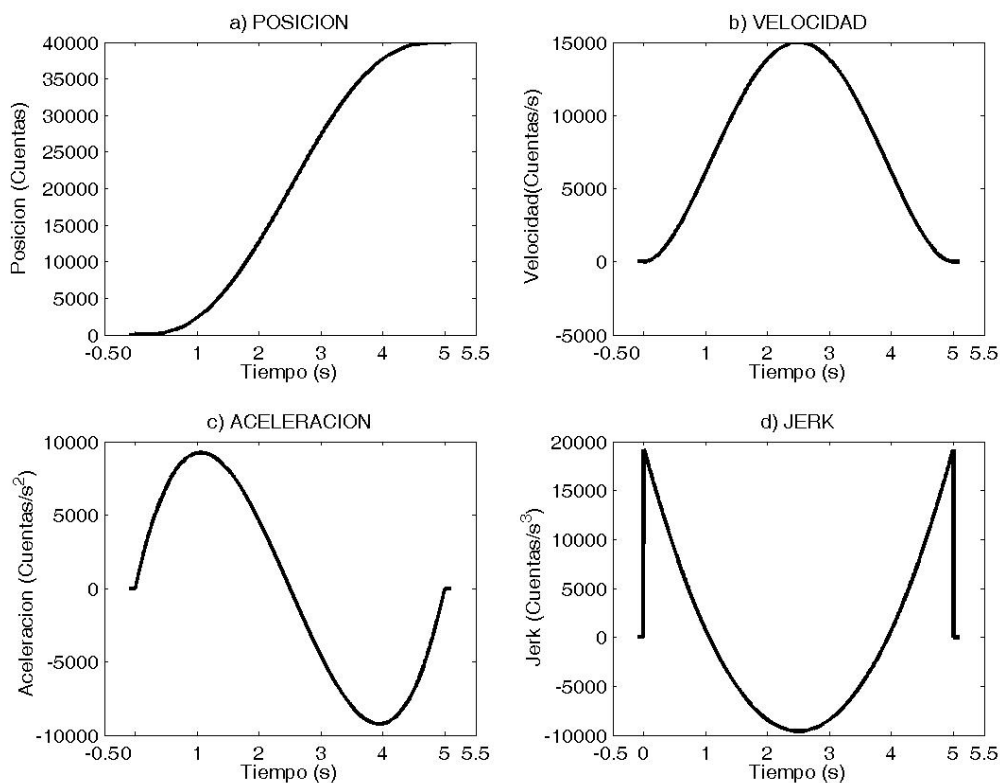 a) POSICION
40000
35000
30000
25000
20000
15000
10000
5000
0
-0.50 1 2 3 4 5 5.5
Tiempo (s)
Posicion (Cuentas)
b) VELOCIDAD
15000
10000
5000
0
-5000
-0.50 1 2 3 4 5 5.5
Tiempo (s)
Velocidad(Cuentas/s)
c) ACELERACION
10000
5000
0
-5000
-10000
-0.50 1 2 3 4 5 5.5
Tiempo (s)
Aceleracion (Cuentas/s²)
d) JERK
20000
15000
10000
5000
0
-5000
-10000
-0.50 1 2 3 4 5 5.5
Tiempo (s)
Jerk (Cuentas/s³)